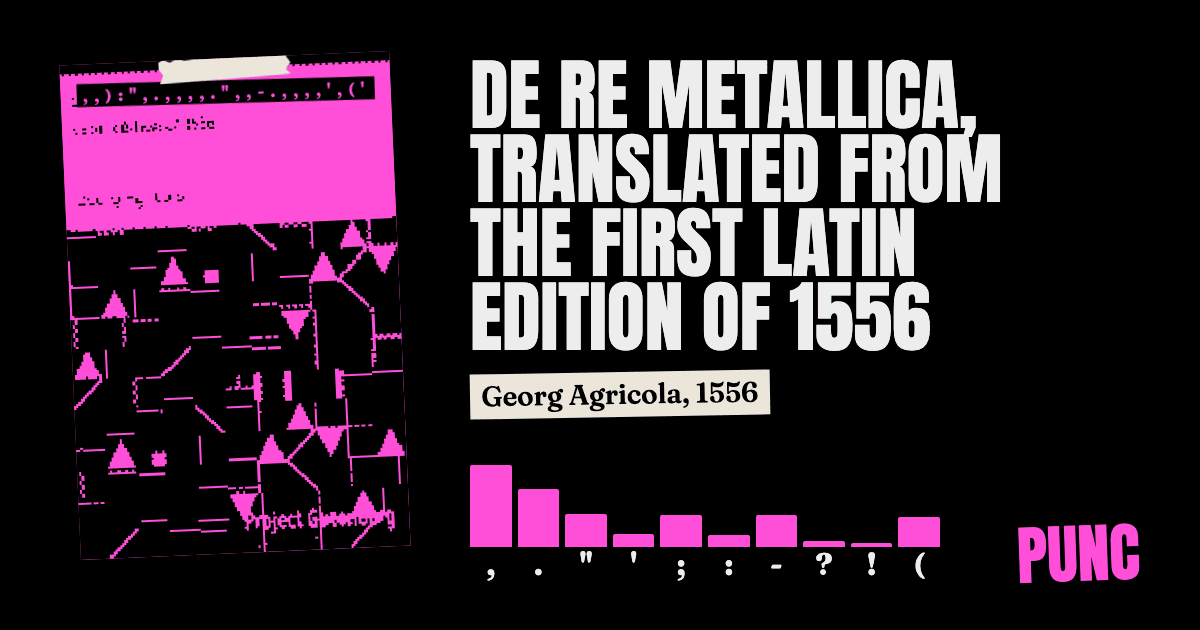 ,,):",.,,,,.",,-.,,,,',('
Project Gutenberg
DE RE METALLICA,
TRANSLATED FROM
THE FIRST LATIN
EDITION OF 1556
Georg Agricola, 1556
, . " ' ; : - ? ! (
PUNC